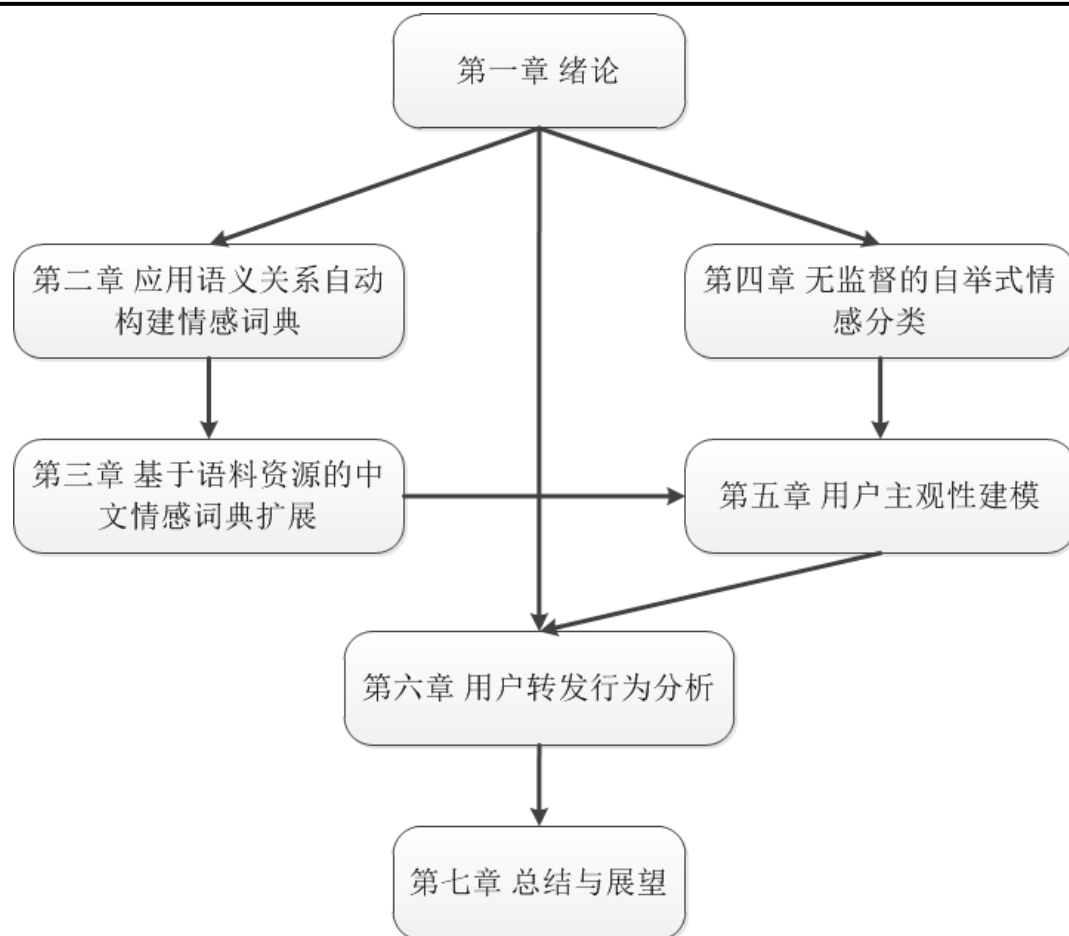 第一章 绪论
第二章 应用语义关系自动
构建情感词典
第四章 无监督的自举式情
感分类
第三章 基于语料资源的中
文情感词典扩展
第五章 用户主观性建模
第六章 用户转发行为分析
第七章 总结与展望